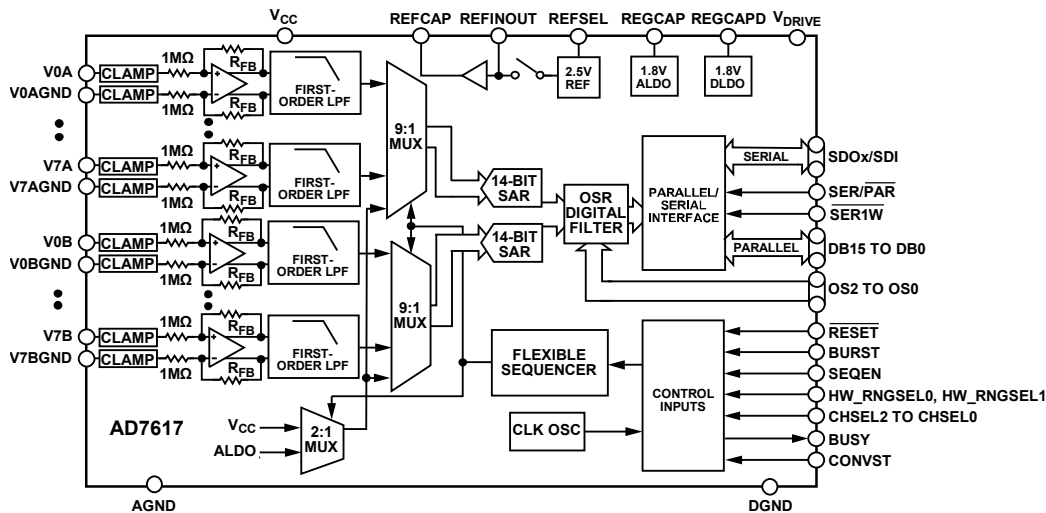 VCC
REFCAP
REFINOUT
REFSEL
REGCAP
REGCAPD
VDRIVE
V0A
CLAMP
1MΩ
RFB
V0AGND
CLAMP
1MΩ
RFB
FIRST-
ORDER LPF
V7A
CLAMP
1MΩ
RFB
V7AGND
CLAMP
1MΩ
RFB
FIRST-
ORDER LPF
V0B
CLAMP
1MΩ
RFB
V0BGND
CLAMP
1MΩ
RFB
FIRST-
ORDER LPF
V7B
CLAMP
1MΩ
RFB
V7BGND
CLAMP
1MΩ
RFB
FIRST-
ORDER LPF
9:1
MUX
9:1
MUX
2.5V
REF
1.8V
ALDO
1.8V
DLDO
14-BIT
SAR
14-BIT
SAR
OSR
DIGITAL
FILTER
PARALLEL/
SERIAL
INTERFACE
SERIAL
PARALLEL
SDOx/SDI
SER/PAR
SER1W
DB15 TO DB0
OS2 TO OS0
RESET
BURST
SEQEN
HW_RNGSEL0, HW_RNGSEL1
CHSEL2 TO CHSEL0
BUSY
CONVST
FLEXIBLE
SEQUENCER
CLK OSC
CONTROL
INPUTS
AD7617
VCC
ALDO
2:1
MUX
AGND
DGND